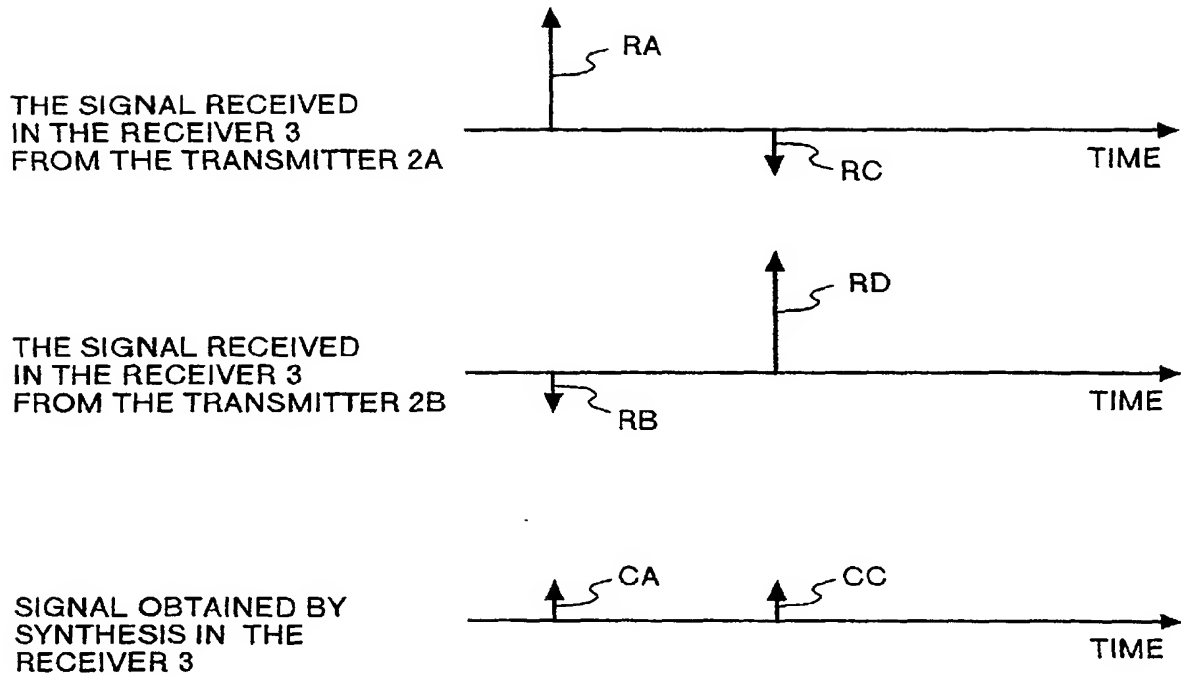 RA
THE SIGNAL RECEIVED
IN THE RECEIVER 3
FROM THE TRANSMITTER 2A
TIME
RC
RD
THE SIGNAL RECEIVED
IN THE RECEIVER 3
FROM THE TRANSMITTER 2B
TIME
RB
CA
CC
SIGNAL OBTAINED BY
SYNTHESIS IN THE
RECEIVER 3
TIME